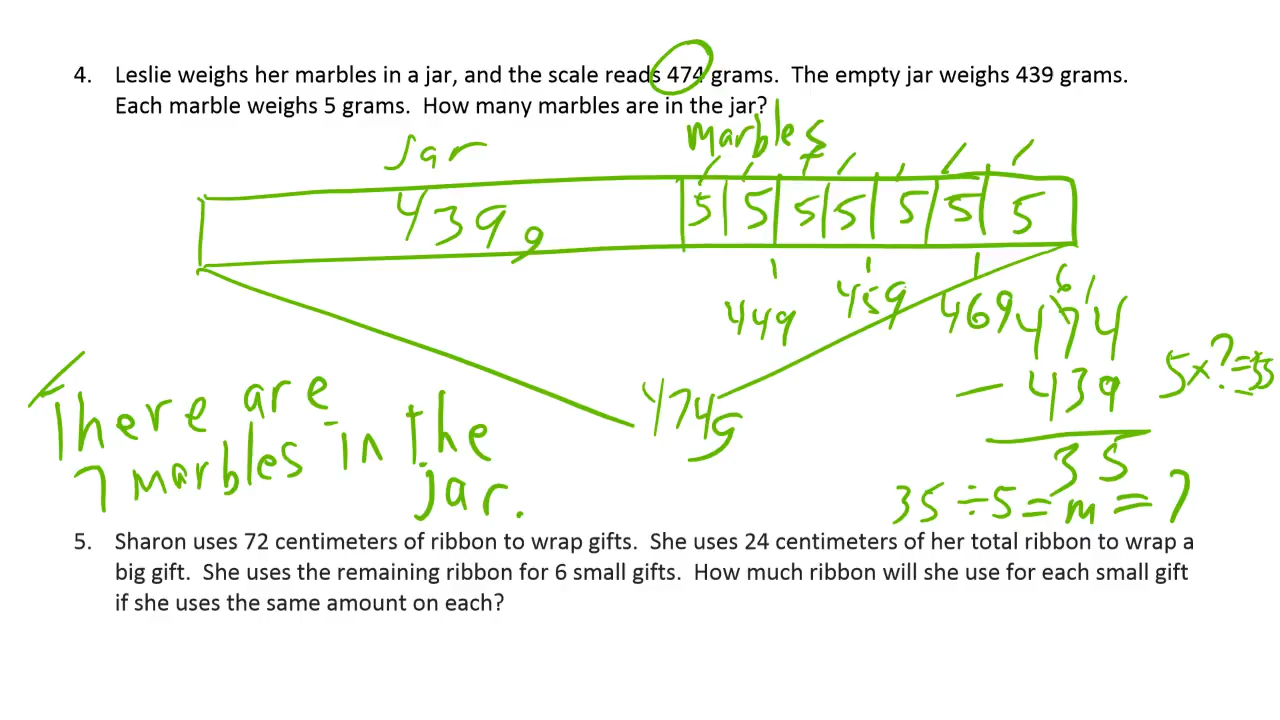 4. Leslie weighs her marbles in a jar, and the scale reads 474 grams. The empty jar weighs 439 grams.
Each marble weighs 5 grams. How many marbles are in the jar?
Jar marbles
439g 5 5 5 5 5 5 5
449 459 469
474g
474
- 439
35
6 1
5 x ? = 35
35 ÷ 5 = m = 7
There are
7 marbles in the
jar.
5. Sharon uses 72 centimeters of ribbon to wrap gifts. She uses 24 centimeters of her total ribbon to wrap a
big gift. She uses the remaining ribbon for 6 small gifts. How much ribbon will she use for each small gift
if she uses the same amount on each?